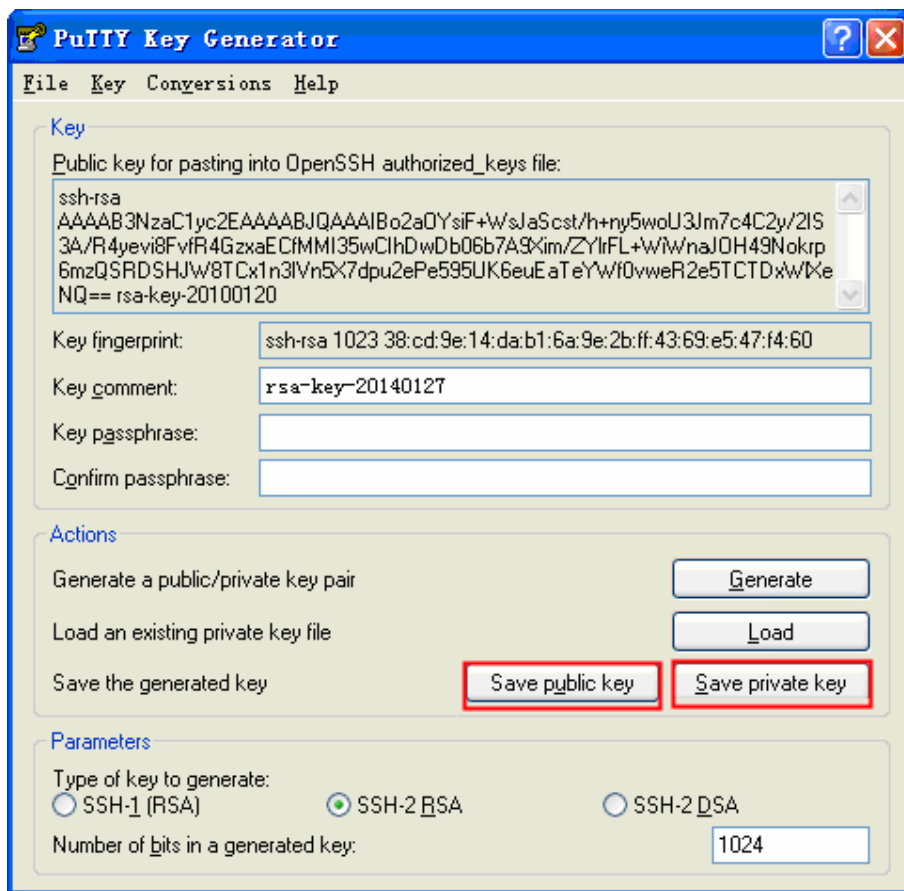 PuTTY Key Generator
File Key Conversions Help
Key
Public key for pasting into OpenSSH authorized_keys file:
ssh-rsa
AAAAB3NzaC1yc2EAAAABJQAAAIBo2aOYsiF+WsJaScst/h+ny5woU3Jm7c4C2y/2IS
3A/R4yevi8FvfR4GzxaECfMMI35wClhDwDb06b7A9Xim/ZYIrFL+WiWnaJOH49Nokrp
6mzQSRDSHJW8TCx1n3IVn5X7dpu2ePe595UK6euEaTeYWf0vweR2e5TCTDxWlXe
NQ== rsa-key-20100120
Key fingerprint: ssh-rsa 1023 38:cd:9e:14:da:b1:6a:9e:2b:ff:43:69:e5:47:f4:60
Key comment: rsa-key-20140127
Key passphrase:
Confirm passphrase:
Actions
Generate a public/private key pair Generate
Load an existing private key file Load
Save the generated key Save public key Save private key
Parameters
Type of key to generate:
SSH-1 (RSA) SSH-2 RSA SSH-2 DSA
Number of bits in a generated key: 1024